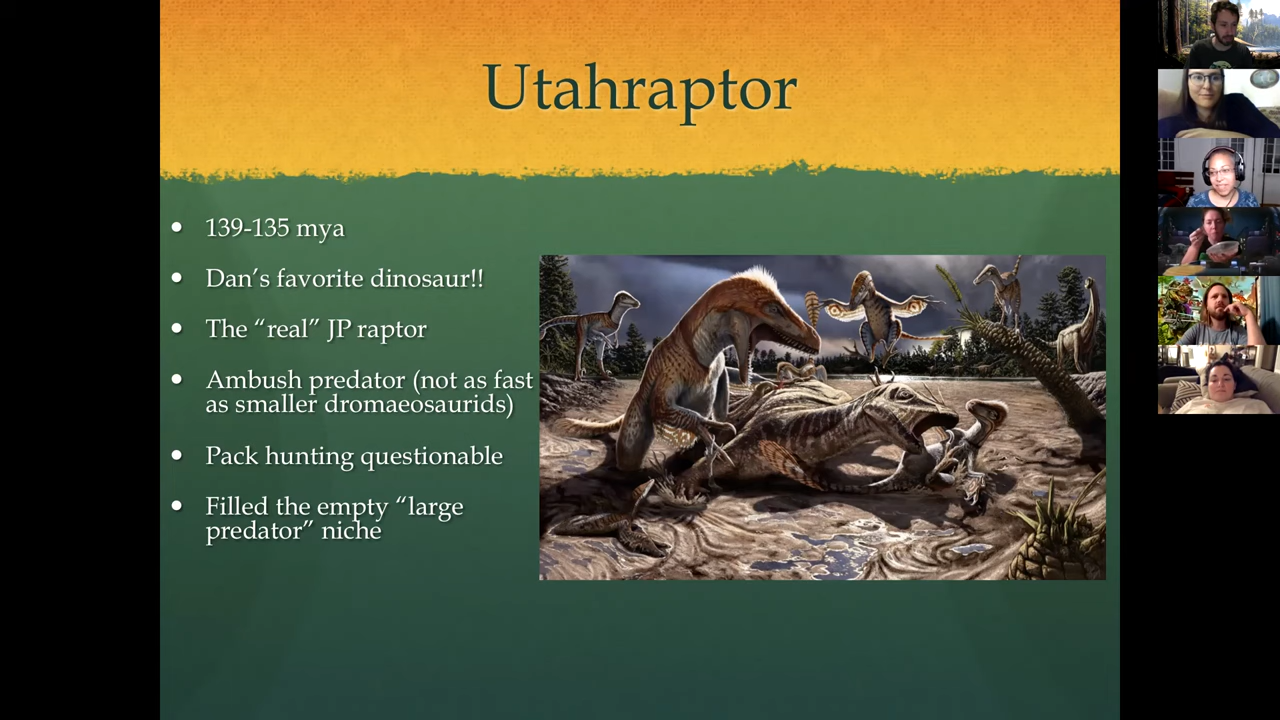 Utahraptor
139-135 mya
Dan’s favorite dinosaur!!
The “real” JP raptor
Ambush predator (not as fast
as smaller dromaeosaurids)
Pack hunting questionable
Filled the empty “large
predator” niche